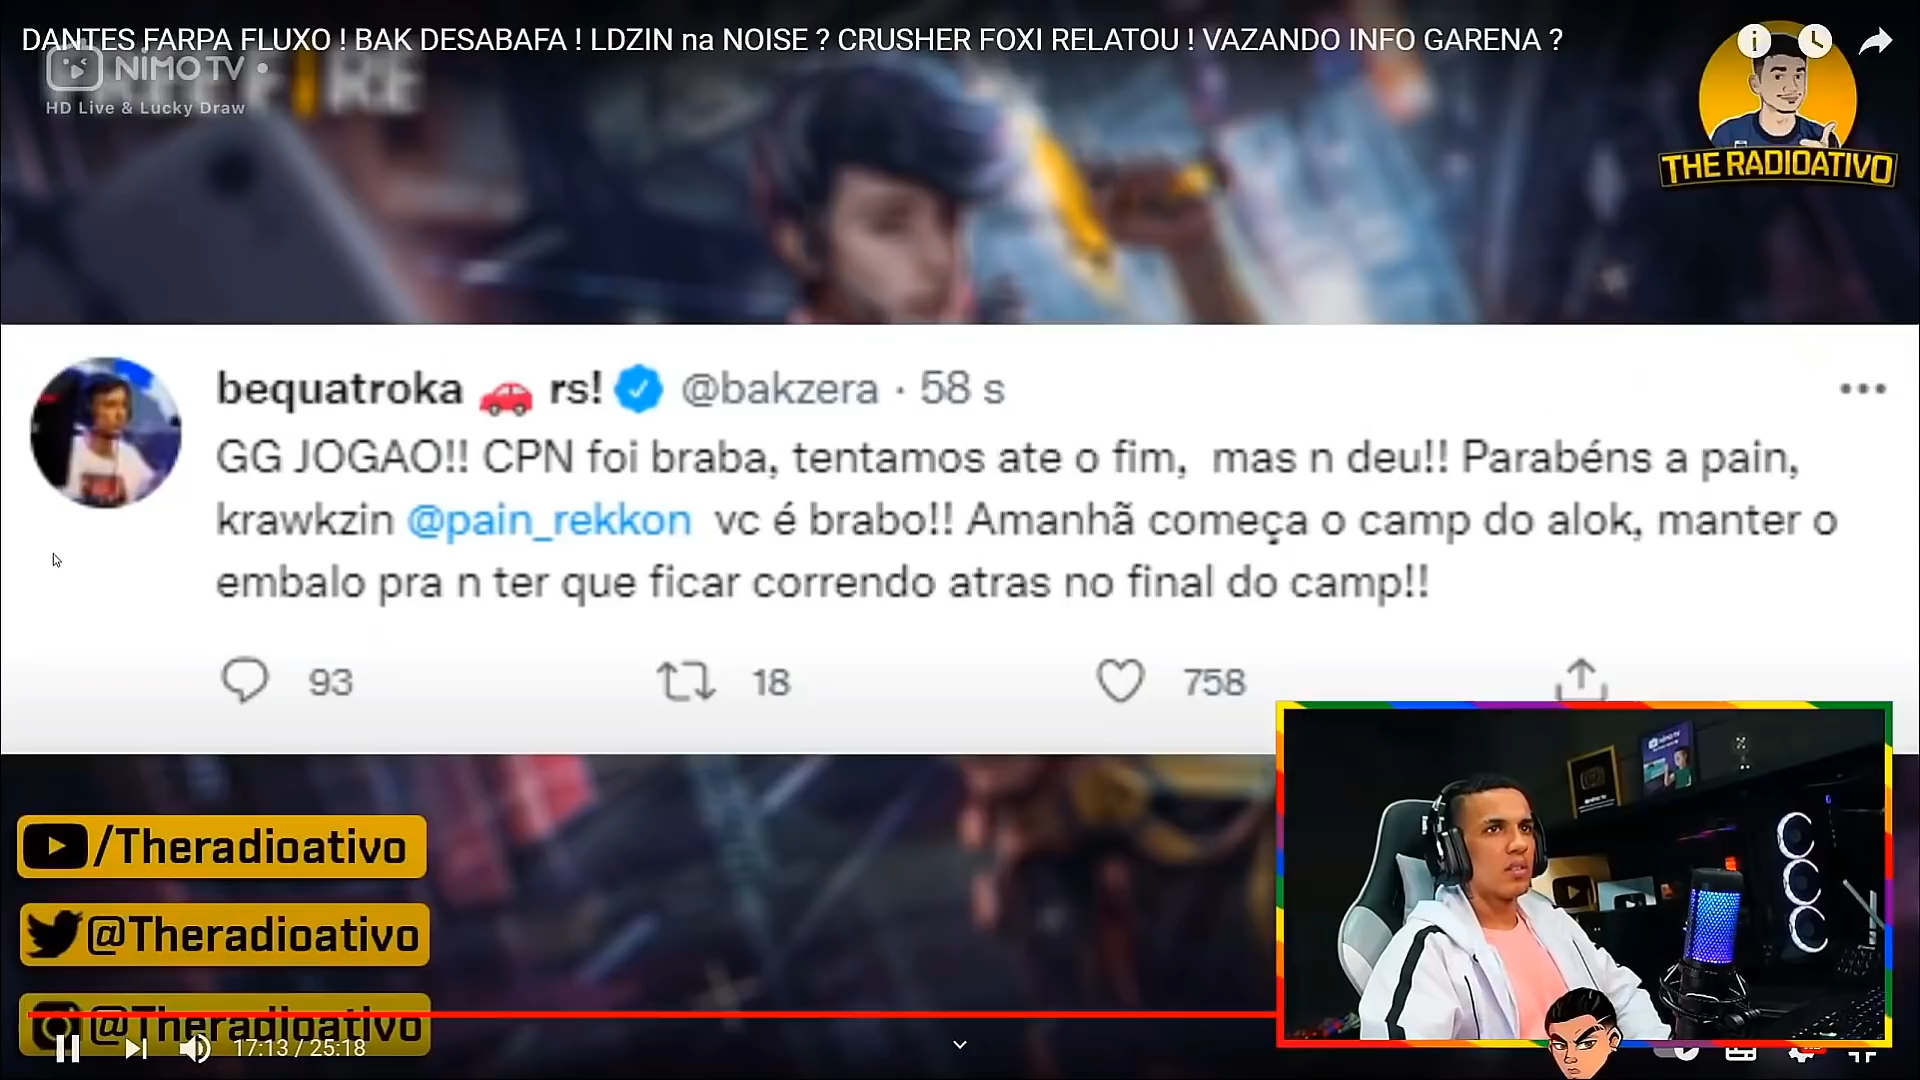 DANTES FARPA FLUXO ! BAK DESABAFA ! LDZIN na NOISE ? CRUSHER FOXI RELATOU ! VAZANDO INFO GARENA ?
NIMO TV
HD Live & Lucky Draw
THE RADIOATIVO
bequatroka rs! @bakzera · 58 s
GG JOGAO!! CPN foi braba, tentamos ate o fim, mas n deu!! Parabéns a pain,
krawkzin @pain_rekkon vc é brabo!! Amanhã começa o camp do alok, manter o
embalo pra n ter que ficar correndo atras no final do camp!!
93 18 758
/Theradioativo
@Theradioativo
@Theradioativo
17:13 / 25:18